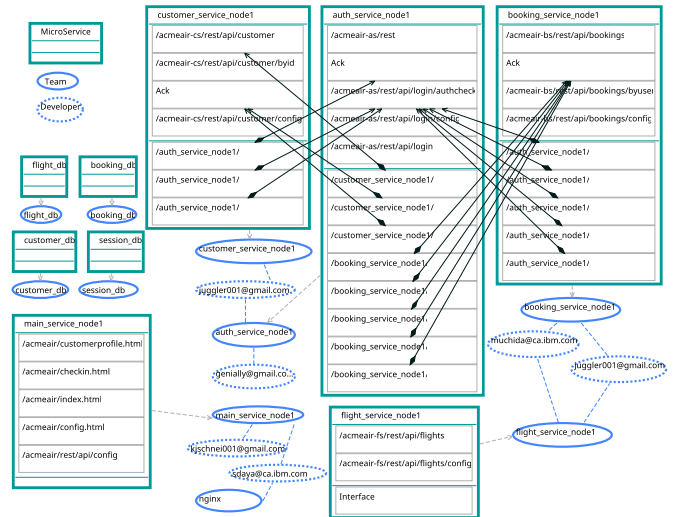 MicroService
Team
Developer
flight_db
booking_db
flight_db
booking_db
customer_db
session_db
customer_db
session_db
customer_service_node1
/acmeair-cs/rest/api/customer
/acmeair-cs/rest/api/customer/byid
Ack
/acmeair-cs/rest/api/customer/config
/auth_service_node1/
/auth_service_node1/
/auth_service_node1/
auth_service_node1
/acmeair-as/rest
Ack
/acmeair-as/rest/api/login/authcheck
/acmeair-as/rest/api/login/config
/acmeair-as/rest/api/login
/customer_service_node1/
/customer_service_node1/
/customer_service_node1/
/booking_service_node1/
/booking_service_node1/
/booking_service_node1/
/booking_service_node1/
/booking_service_node1/
booking_service_node1
/acmeair-bs/rest/api/bookings
Ack
/acmeair-bs/rest/api/bookings/byuser
/acmeair-bs/rest/api/bookings/config
/auth_service_node1/
/auth_service_node1/
/auth_service_node1/
/auth_service_node1/
/auth_service_node1/
customer_service_node1
juggler001@gmail.com
auth_service_node1
genially@gmail.co...
main_service_node1
kjschnei001@gmail.com
sdaya@ca.ibm.com
nginx
main_service_node1
/acmeair/customerprofile.html
/acmeair/checkin.html
/acmeair/index.html
/acmeair/config.html
/acmeair/rest/api/config
flight_service_node1
/acmeair-fs/rest/api/flights
/acmeair-fs/rest/api/flights/config
Interface
booking_service_node1
muchida@ca.ibm.com
juggler001@gmail.com
flight_service_node1